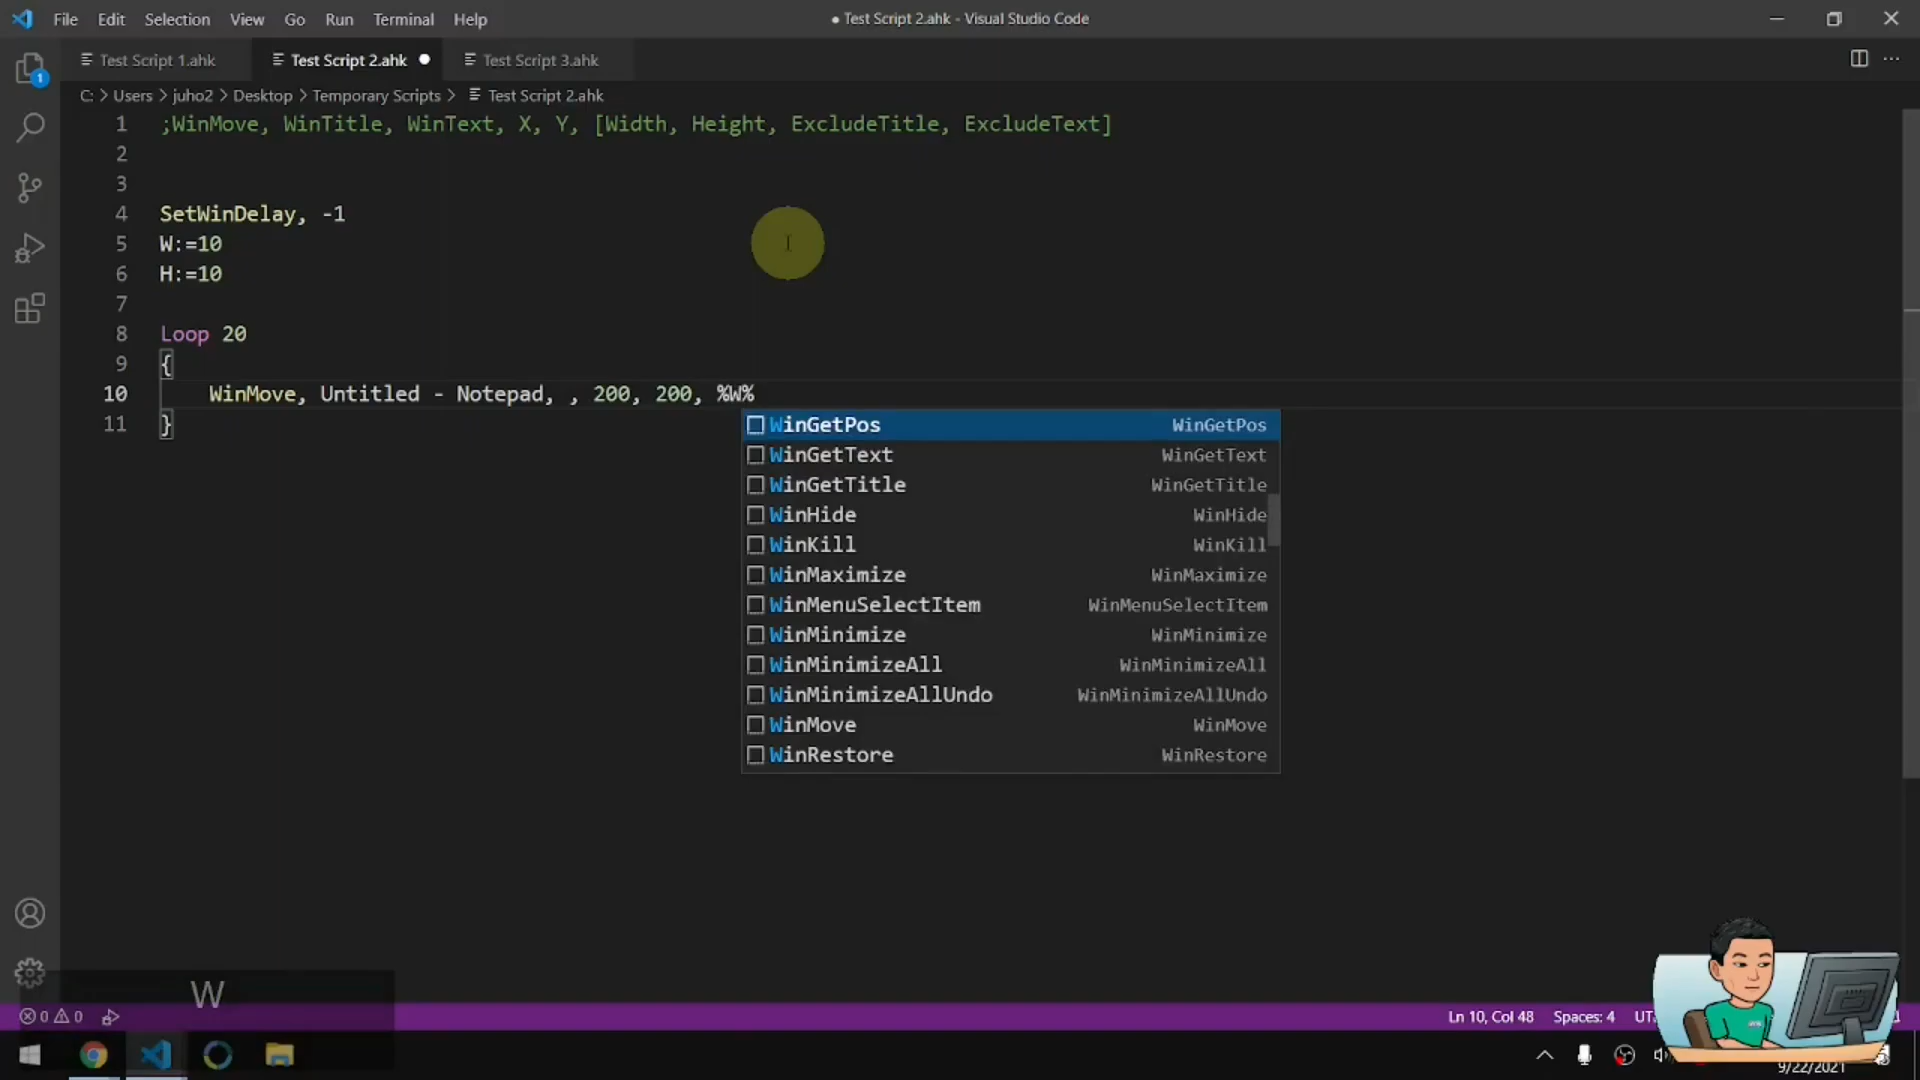 File Edit Selection View Go Run Terminal Help
● Test Script 2.ahk - Visual Studio Code
Test Script 1.ahk Test Script 2.ahk Test Script 3.ahk
1
C: > Users > juho2 > Desktop > Temporary Scripts > Test Script 2.ahk
1 ;WinMove, WinTitle, WinText, X, Y, [Width, Height, ExcludeTitle, ExcludeText]
2
3
4 SetWinDelay, -1
5 W:=10
6 H:=10
7
8 Loop 20
9 {
10 WinMove, Untitled - Notepad, , 200, 200, %W%
11 }
WinGetPos WinGetPos
WinGetText WinGetText
WinGetTitle WinGetTitle
WinHide WinHide
WinKill WinKill
WinMaximize WinMaximize
WinMenuSelectItem WinMenuSelectItem
WinMinimize WinMinimize
WinMinimizeAll WinMinimizeAll
WinMinimizeAllUndo WinMinimizeAllUndo
WinMove WinMove
WinRestore WinRestore
W
0 0 Ln 10, Col 48 Spaces: 4
9/22/2021